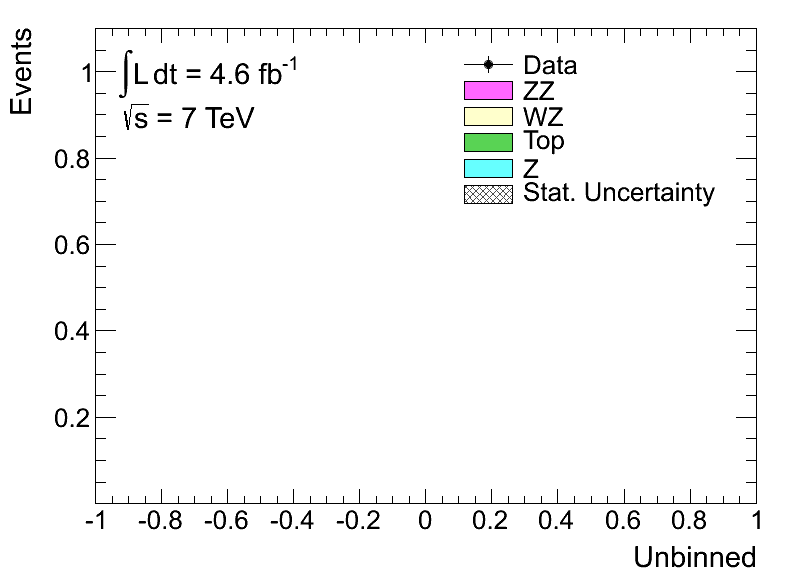 Events
∫L dt = 4.6 fb⁻¹
√s = 7 TeV
Data
ZZ
WZ
Top
Z
Stat. Uncertainty
1
0.8
0.6
0.4
0.2
-1 -0.8 -0.6 -0.4 -0.2 0 0.2 0.4 0.6 0.8 1
Unbinned